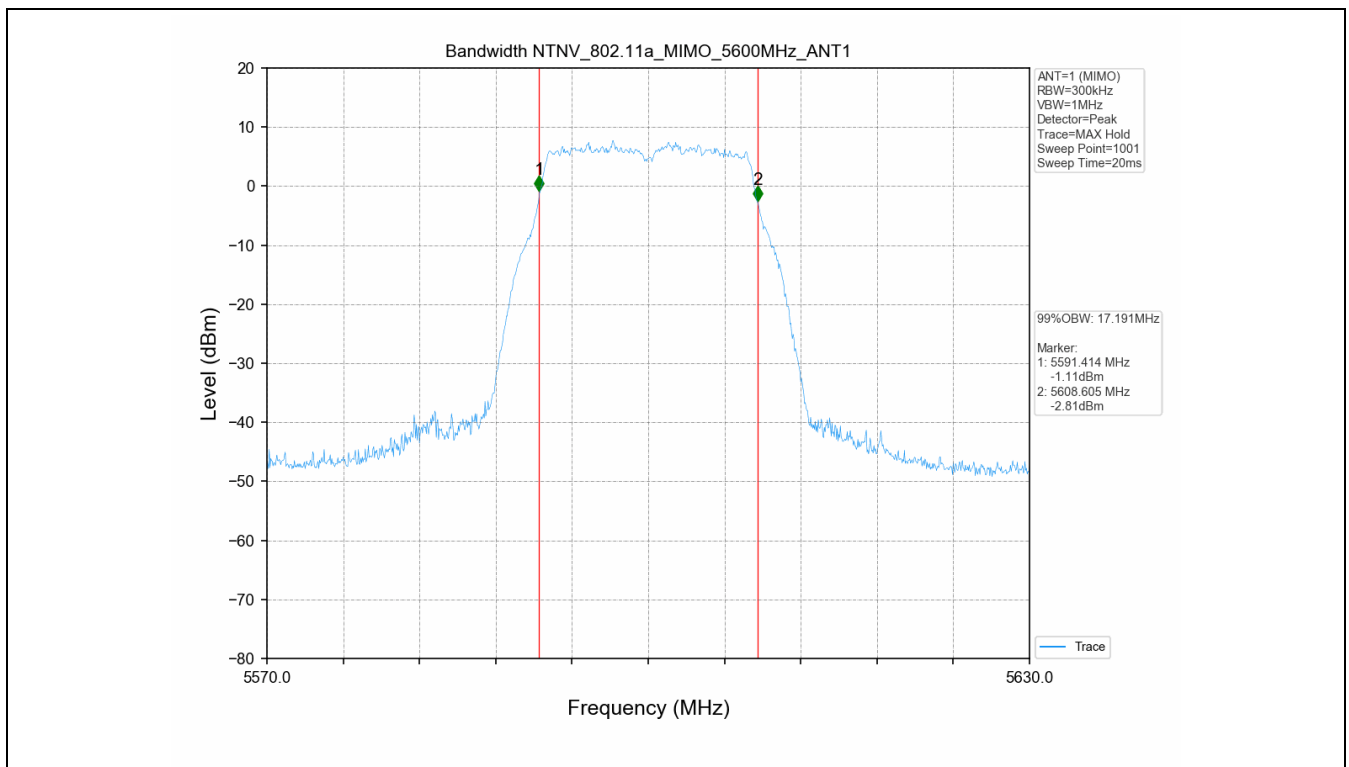 Bandwidth NTNV_802.11a_MIMO_5600MHz_ANT1
20
10
0
−10
−20
−30
−40
−50
−60
−70
−80
Level (dBm)
1
2
5570.0
5630.0
Frequency (MHz)
ANT=1 (MIMO)
RBW=300kHz
VBW=1MHz
Detector=Peak
Trace=MAX Hold
Sweep Point=1001
Sweep Time=20ms
99%OBW: 17.191MHz
Marker:
1: 5591.414 MHz
-1.11dBm
2: 5608.605 MHz
-2.81dBm
Trace